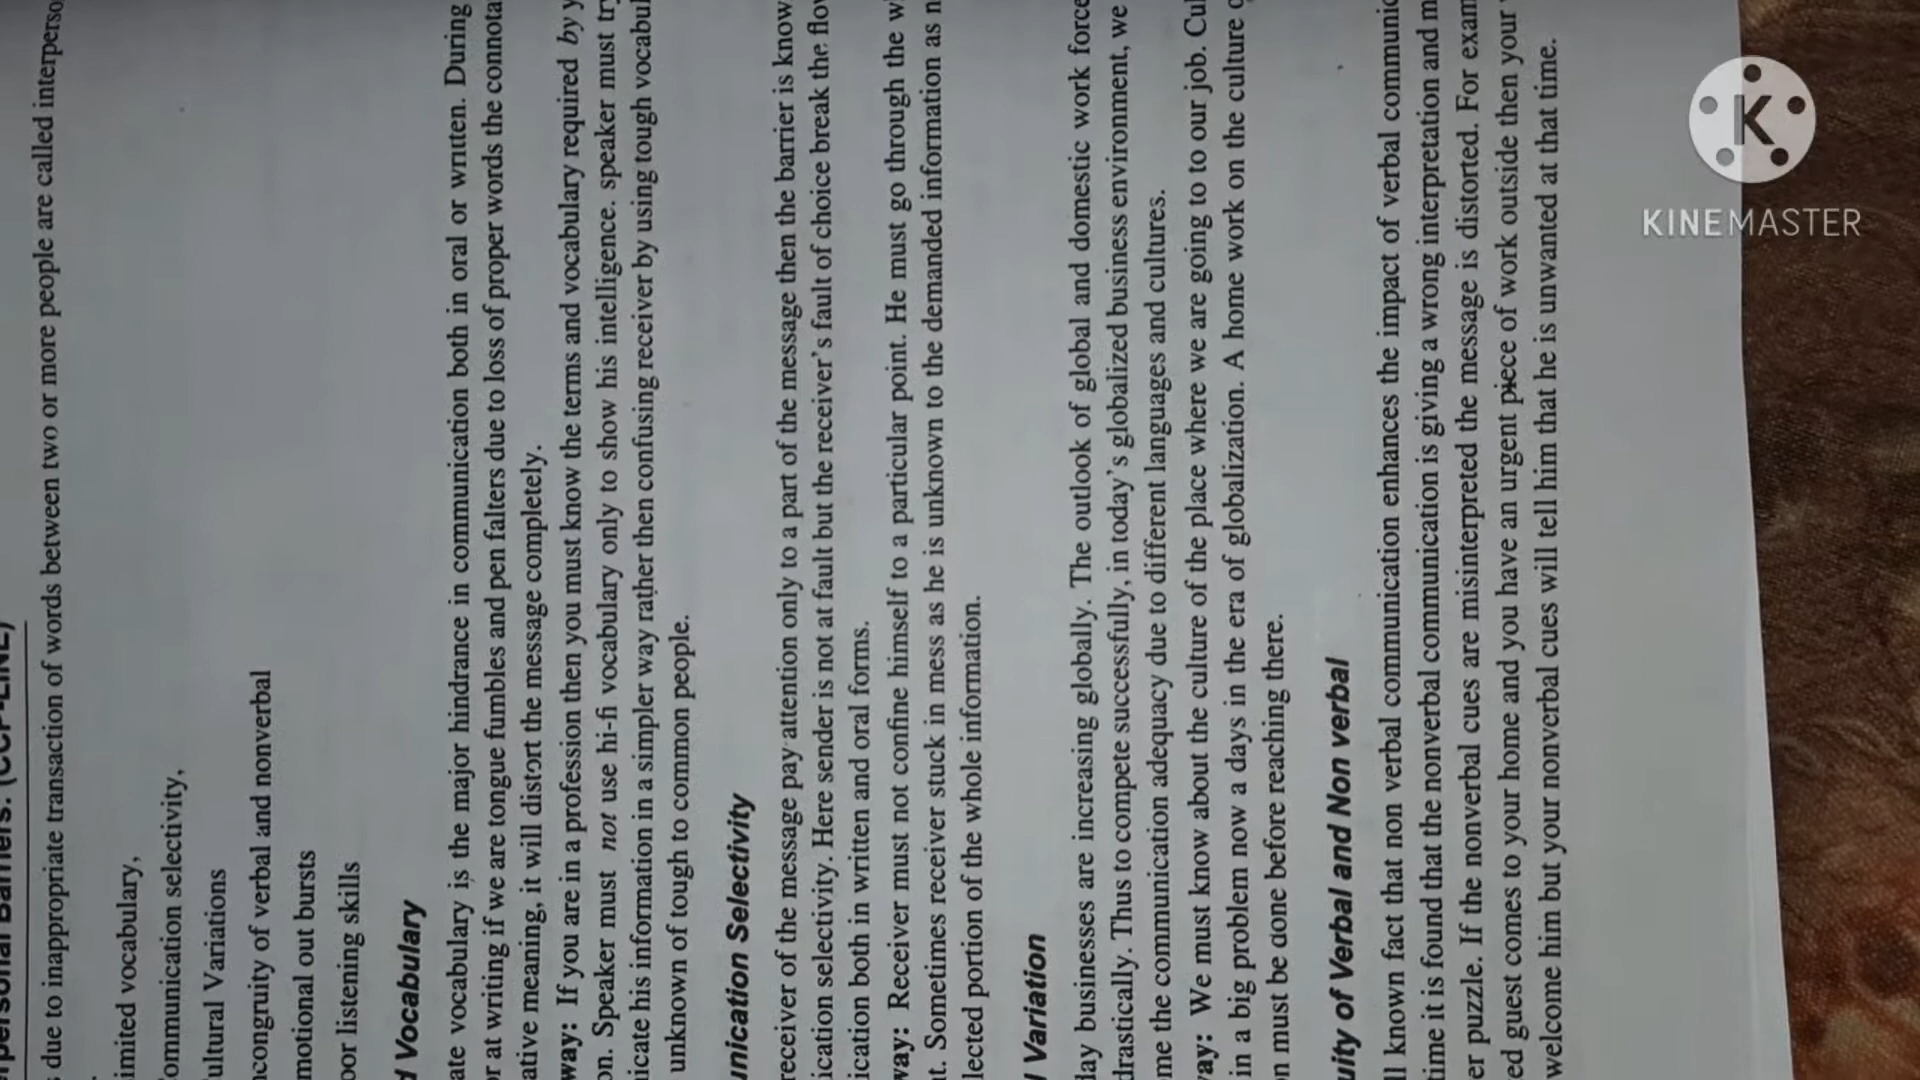 personal Barriers: (CCP-LINE)
due to inappropriate transaction of words between two or more people are called interperso
imited vocabulary,
ommunication selectivity,
ultural Variations
ncongruity of verbal and nonverbal
motional out bursts
oor listening skills
d Vocabulary
ate vocabulary is the major hindrance in communication both in oral or written. During
or at writing if we are tongue fumbles and pen falters due to loss of proper words the connota
ative meaning, it will distort the message completely.
way: If you are in a profession then you must know the terms and vocabulary required by y
on. Speaker must not use hi-fi vocabulary only to show his intelligence. speaker must try
icate his information in a simpler way rather then confusing receiver by using tough vocabul
unknown of tough to common people.
unication Selectivity
receiver of the message pay attention only to a part of the message then the barrier is know
ication selectivity. Here sender is not at fault but the receiver's fault of choice break the flo
ication both in written and oral forms.
way: Receiver must not confine himself to a particular point. He must go through the w
t. Sometimes receiver stuck in mess as he is unknown to the demanded information as n
lected portion of the whole information.
l Variation
day businesses are increasing globally. The outlook of global and domestic work force
drastically. Thus to compete successfully, in today's globalized business environment, we
me the communication adequacy due to different languages and cultures.
way: We must know about the culture of the place where we are going to to our job. Cul
in a big problem now a days in the era of globalization. A home work on the culture o
n must be done before reaching there.
uity of Verbal and Non verbal
ll known fact that non verbal communication enhances the impact of verbal communic
time it is found that the nonverbal communication is giving a wrong interpretation and m
er puzzle. If the nonverbal cues are misinterpreted the message is distorted. For exam
ed guest comes to your home and you have an urgent piece of work outside then your
welcome him but your nonverbal cues will tell him that he is unwanted at that time.
K
KINEMASTER